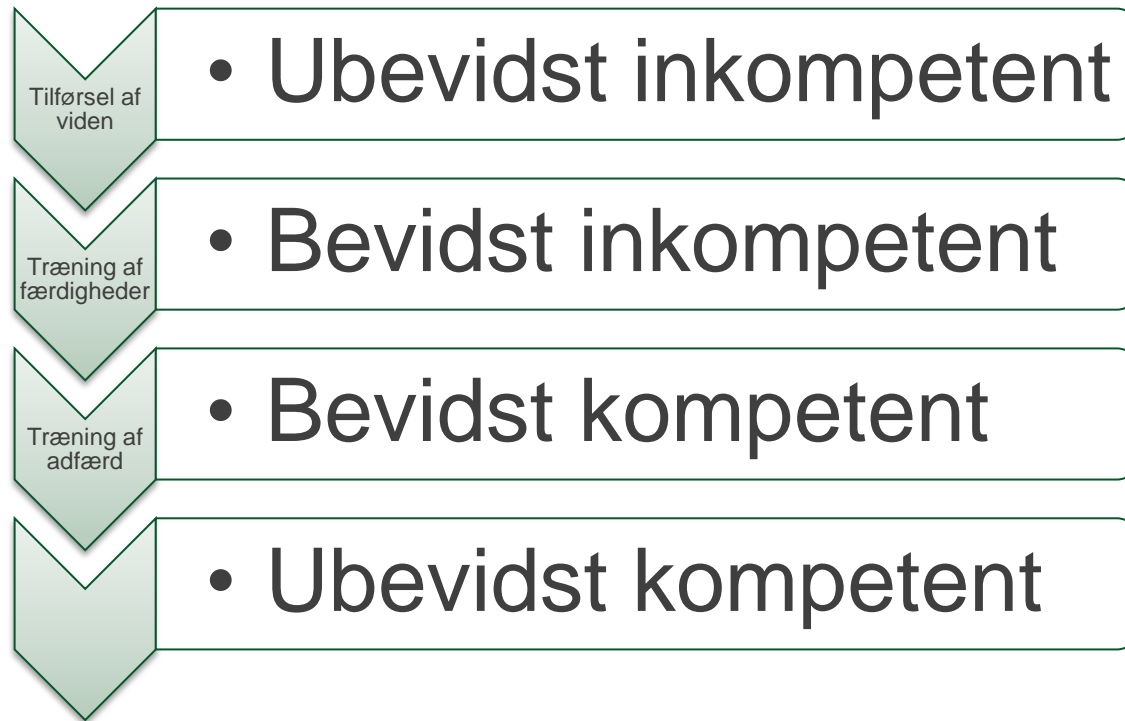 Tilførsel af
viden
• Ubevidst inkompetent
Træning af
færdigheder
• Bevidst inkompetent
Træning af
adfærd
• Bevidst kompetent
• Ubevidst kompetent